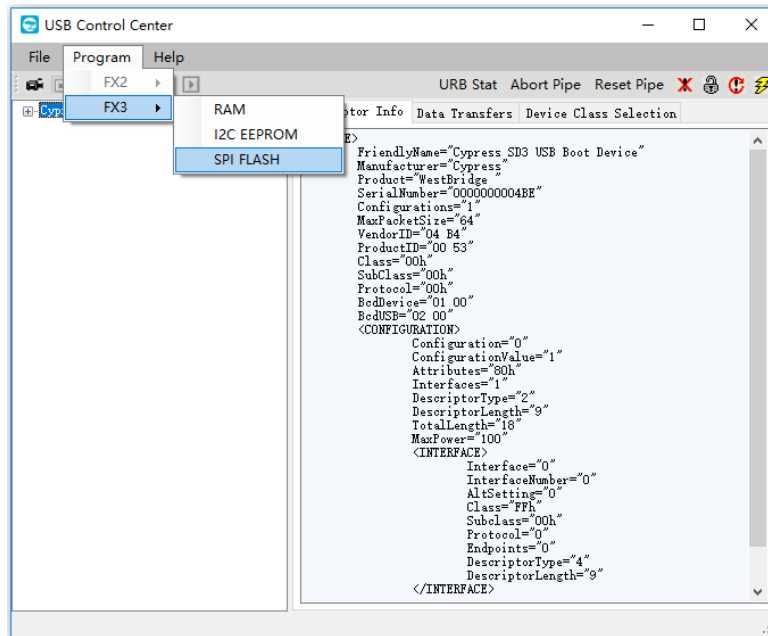 USB Control Center
File Program Help
URB Stat Abort Pipe Reset Pipe
FX2
FX3
RAM
I2C EEPROM
SPI FLASH
Info Data Transfers Device Class Selection
FriendlyName="Cypress SD3 USB Boot Device"
Manufacturer="Cypress"
Product="WestBridge "
SerialNumber="0000000004BE"
Configurations="1"
MaxPacketSize="64"
VendorID="04 B4"
ProductID="00 53"
Class="00h"
SubClass="00h"
Protocol="00h"
BcdDevice="01 00"
BcdUSB="02 00"
<CONFIGURATION>
Configuration="0"
ConfigurationValue="1"
Attributes="80h"
Interfaces="1"
DescriptorType="2"
DescriptorLength="9"
TotalLength="18"
MaxPower="100"
<INTERFACE>
Interface="0"
InterfaceNumber="0"
AltSetting="0"
Class="FFh"
Subclass="00h"
Protocol="0"
Endpoints="0"
DescriptorType="4"
DescriptorLength="9"
</INTERFACE>